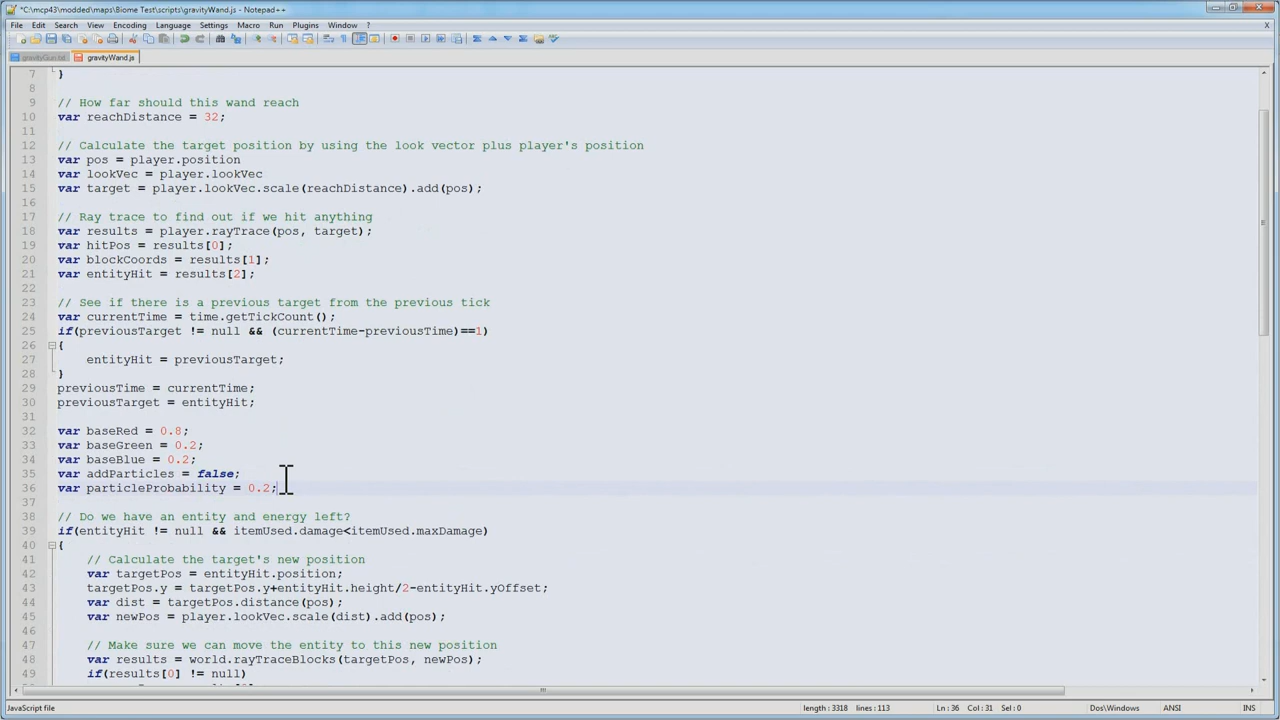 *C:\mcp43\modded\maps\Biome Test\scripts\gravityWand.js - Notepad++
File Edit Search View Encoding Language Settings Macro Run Plugins Window ? X
gravityGun.txt gravityWand.js
7 }
8
9 // How far should this wand reach
10 var reachDistance = 32;
11
12 // Calculate the target position by using the look vector plus player's position
13 var pos = player.position
14 var lookVec = player.lookVec
15 var target = player.lookVec.scale(reachDistance).add(pos);
16
17 // Ray trace to find out if we hit anything
18 var results = player.rayTrace(pos, target);
19 var hitPos = results[0];
20 var blockCoords = results[1];
21 var entityHit = results[2];
22
23 // See if there is a previous target from the previous tick
24 var currentTime = time.getTickCount();
25 if(previousTarget != null && (currentTime-previousTime)==1)
26 {
27 entityHit = previousTarget;
28 }
29 previousTime = currentTime;
30 previousTarget = entityHit;
31
32 var baseRed = 0.8;
33 var baseGreen = 0.2;
34 var baseBlue = 0.2;
35 var addParticles = false;
36 var particleProbability = 0.2;
37
38 // Do we have an entity and energy left?
39 if(entityHit != null && itemUsed.damage<itemUsed.maxDamage)
40 {
41 // Calculate the target's new position
42 var targetPos = entityHit.position;
43 targetPos.y = targetPos.y+entityHit.height/2-entityHit.yOffset;
44 var dist = targetPos.distance(pos);
45 var newPos = player.lookVec.scale(dist).add(pos);
46
47 // Make sure we can move the entity to this new position
48 var results = world.rayTraceBlocks(targetPos, newPos);
49 if(results[0] != null)
JavaScript file length : 3318 lines : 113 Ln : 36 Col : 31 Sel : 0 Dos\Windows ANSI INS